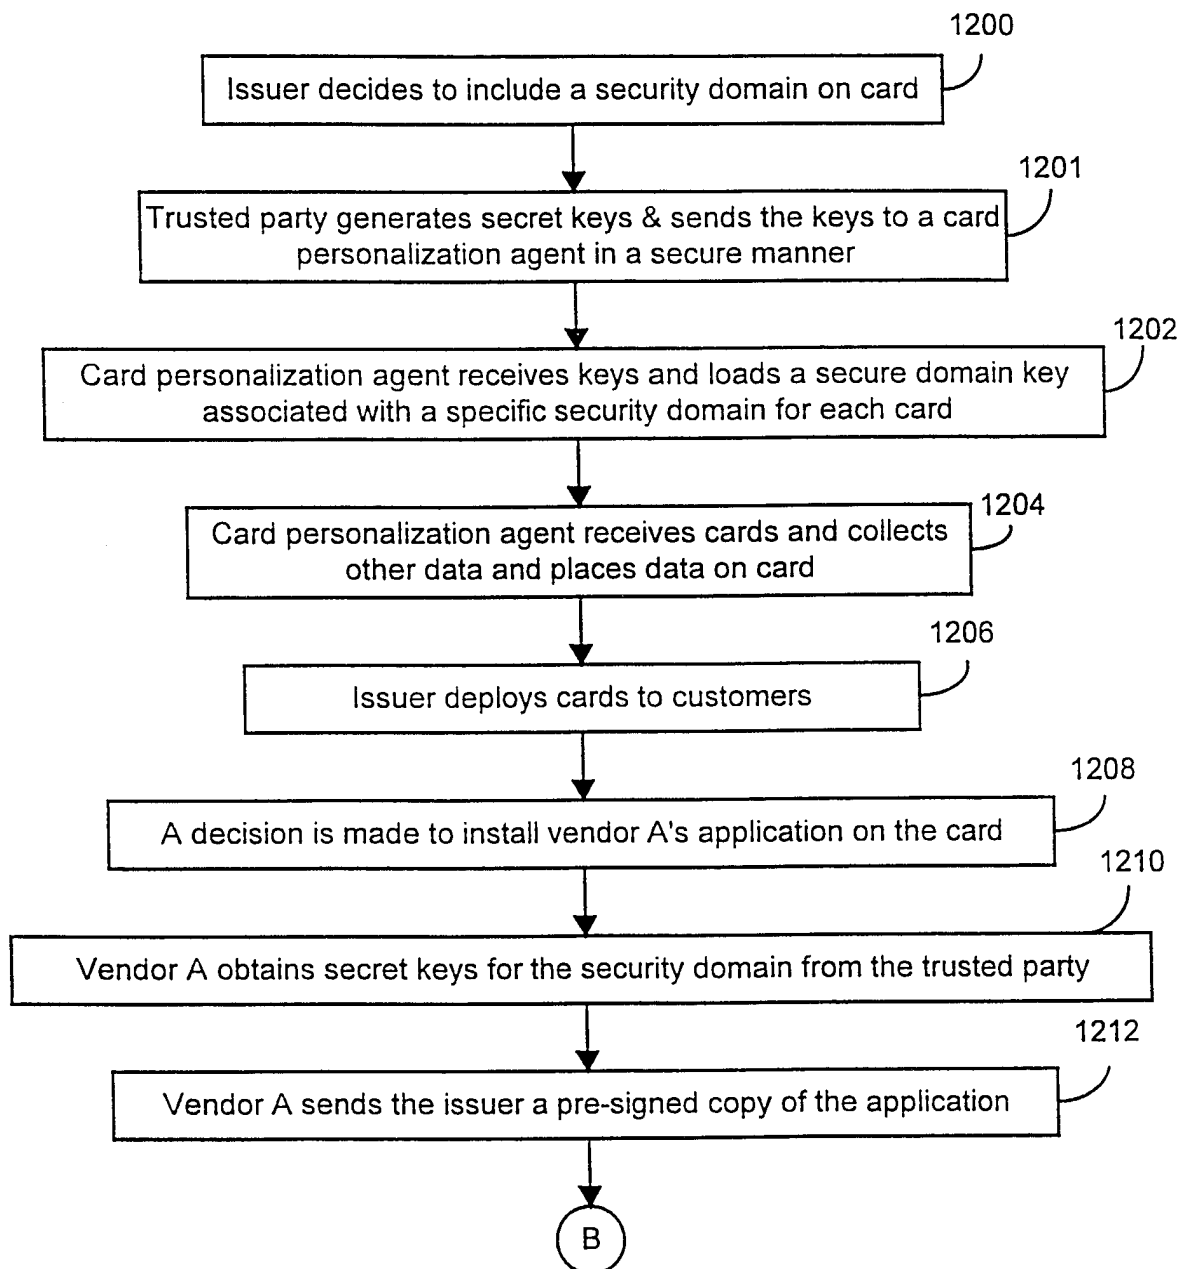 1200
Issuer decides to include a security domain on card
1201
Trusted party generates secret keys & sends the keys to a card
personalization agent in a secure manner
1202
Card personalization agent receives keys and loads a secure domain key
associated with a specific security domain for each card
1204
Card personalization agent receives cards and collects
other data and places data on card
1206
Issuer deploys cards to customers
1208
A decision is made to install vendor A's application on the card
1210
Vendor A obtains secret keys for the security domain from the trusted party
1212
Vendor A sends the issuer a pre-signed copy of the application
B